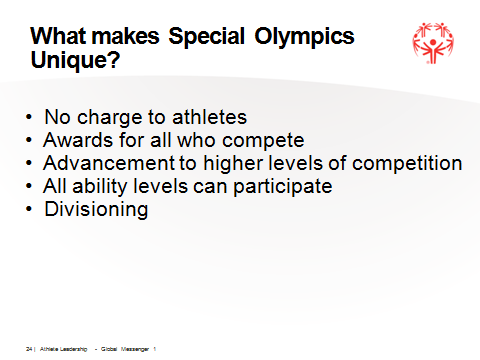 What makes Special Olympics
Unique?
• No charge to athletes
• Awards for all who compete
• Advancement to higher levels of competition
• All ability levels can participate
• Divisioning
24 | Athlete Leadership - Global Messenger 1